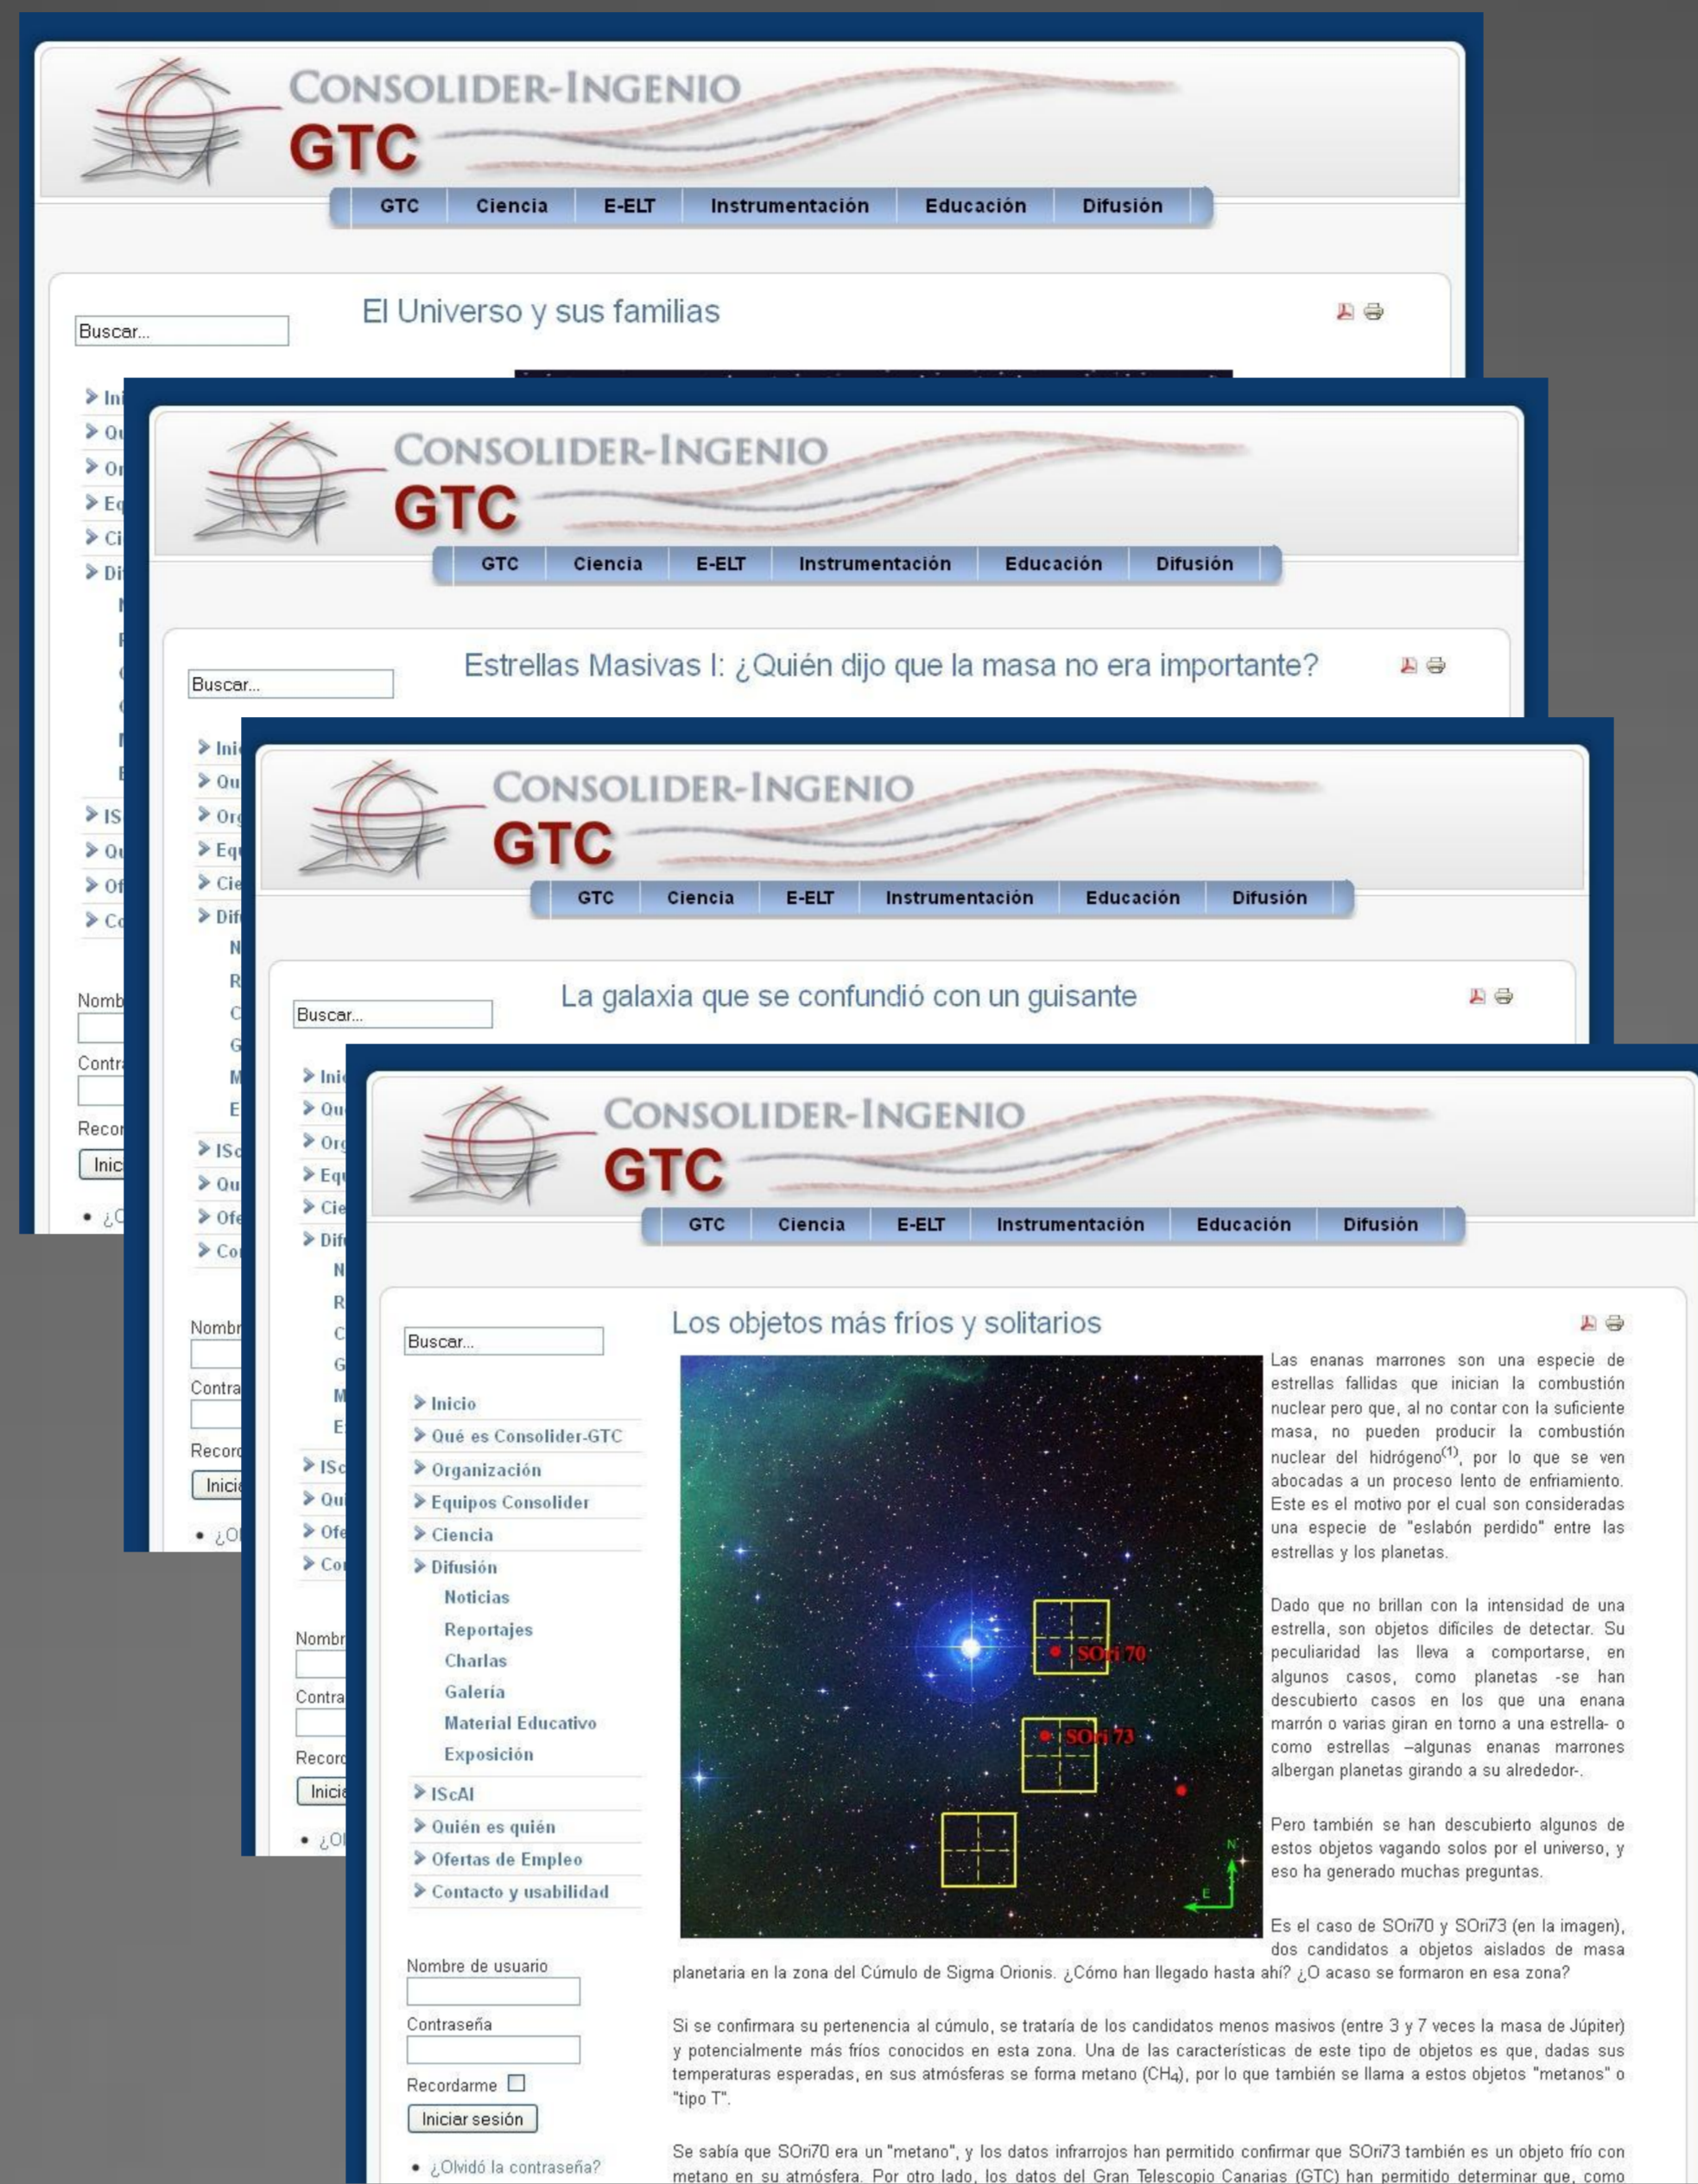 CONSOLIDER-INGENIO
GTC
GTC Ciencia E-ELT Instrumentación Educación Difusión
El Universo y sus familias
Buscar...
CONSOLIDER-INGENIO
GTC
GTC Ciencia E-ELT Instrumentación Educación Difusión
Estrellas Masivas I: ¿Quién dijo que la masa no era importante?
Buscar...
CONSOLIDER-INGENIO
GTC
GTC Ciencia E-ELT Instrumentación Educación Difusión
La galaxia que se confundió con un guisante
Buscar...
CONSOLIDER-INGENIO
GTC
GTC Ciencia E-ELT Instrumentación Educación Difusión
Buscar...
Inicio
Qué es Consolider-GTC
Organización
Equipos Consolider
Ciencia
Difusión
Noticias
Reportajes
Charlas
Galería
Material Educativo
Exposición
IScAI
Quién es quién
Ofertas de Empleo
Contacto y usabilidad
Nombre de usuario
Contraseña
Recordarme
Iniciar sesión
¿Olvidó la contraseña?
Los objetos más fríos y solitarios
SOri 70
SOri 73
N
E
Las enanas marrones son una especie de
estrellas fallidas que inician la combustión
nuclear pero que, al no contar con la suficiente
masa, no pueden producir la combustión
nuclear del hidrógeno(1), por lo que se ven
abocadas a un proceso lento de enfriamiento.
Este es el motivo por el cual son consideradas
una especie de "eslabón perdido" entre las
estrellas y los planetas.
Dado que no brillan con la intensidad de una
estrella, son objetos difíciles de detectar. Su
peculiaridad las lleva a comportarse, en
algunos casos, como planetas -se han
descubierto casos en los que una enana
marrón o varias giran en torno a una estrella- o
como estrellas –algunas enanas marrones
albergan planetas girando a su alrededor-.
Pero también se han descubierto algunos de
estos objetos vagando solos por el universo, y
eso ha generado muchas preguntas.
Es el caso de SOri70 y SOri73 (en la imagen),
dos candidatos a objetos aislados de masa
planetaria en la zona del Cúmulo de Sigma Orionis. ¿Cómo han llegado hasta ahí? ¿O acaso se formaron en esa zona?
Si se confirmara su pertenencia al cúmulo, se trataría de los candidatos menos masivos (entre 3 y 7 veces la masa de Júpiter)
y potencialmente más fríos conocidos en esta zona. Una de las características de este tipo de objetos es que, dadas sus
temperaturas esperadas, en sus atmósferas se forma metano (CH4), por lo que también se llama a estos objetos "metanos" o
"tipo T".
Se sabía que SOri70 era un "metano", y los datos infrarrojos han permitido confirmar que SOri73 también es un objeto frío con
metano en su atmósfera. Por otro lado, los datos del Gran Telescopio Canarias (GTC) han permitido determinar que, como